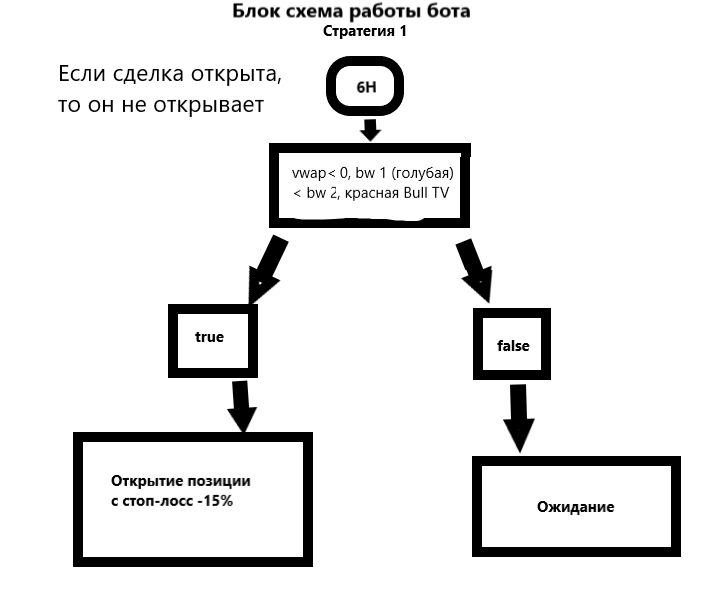 Блок схема работы бота
Стратегия 1
Если сделка открыта,
то он не открывает
6H
vwap< 0, bw 1 (голубая)
< bw 2, красная Bull TV
true
false
Открытие позиции
с стоп-лосс -15%
Ожидание